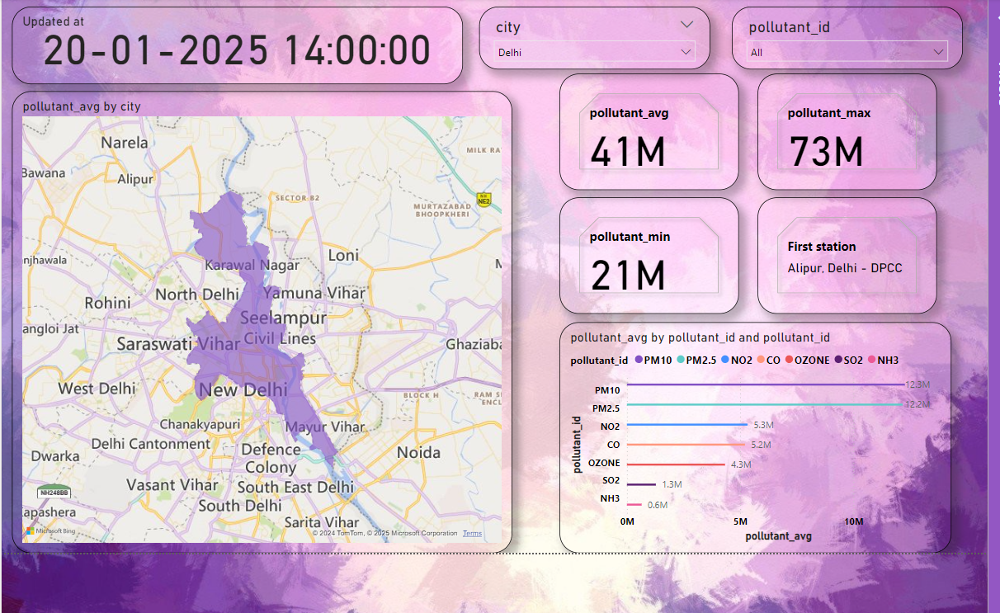 Updated at
20-01-2025 14:00:00
city
Delhi
pollutant_id
All
pollutant_avg by city
Narela
Bawana
Alipur
MILK RA
SECTOR B2
NE2
MURTAZABAD
BHOOPKHERI
njhawala
Karawal Nagar
Loni
North Delhi
Yamuna Vihar
Rohini
Seelampur
angloi Jat
Saraswati Vihar
Civil Lines
Ghaziaba
West Delhi
New Delhi
BLOCK H
RAM S
ENCL
Chanakyapuri
Mayur Vihar
Delhi Cantonment
Defence
Colony
Noida
Dwarka
Vasant Vihar
South East Delhi
NH248BB
South Delhi
apashera
Sarita Vihar
Microsoft Bing
© 2024 TomTom, © 2025 Microsoft Corporation Terms
pollutant_avg
41M
pollutant_max
73M
pollutant_min
21M
First station
Alipur, Delhi - DPCC
pollutant_avg by pollutant_id and pollutant_id
pollutant_id PM10 PM2.5 NO2 CO OZONE SO2 NH3
pollutant_id
PM10 12.3M
PM2.5 12.2M
NO2 5.3M
CO 5.2M
OZONE 4.3M
SO2 1.3M
NH3 0.6M
0M 5M 10M
pollutant_avg